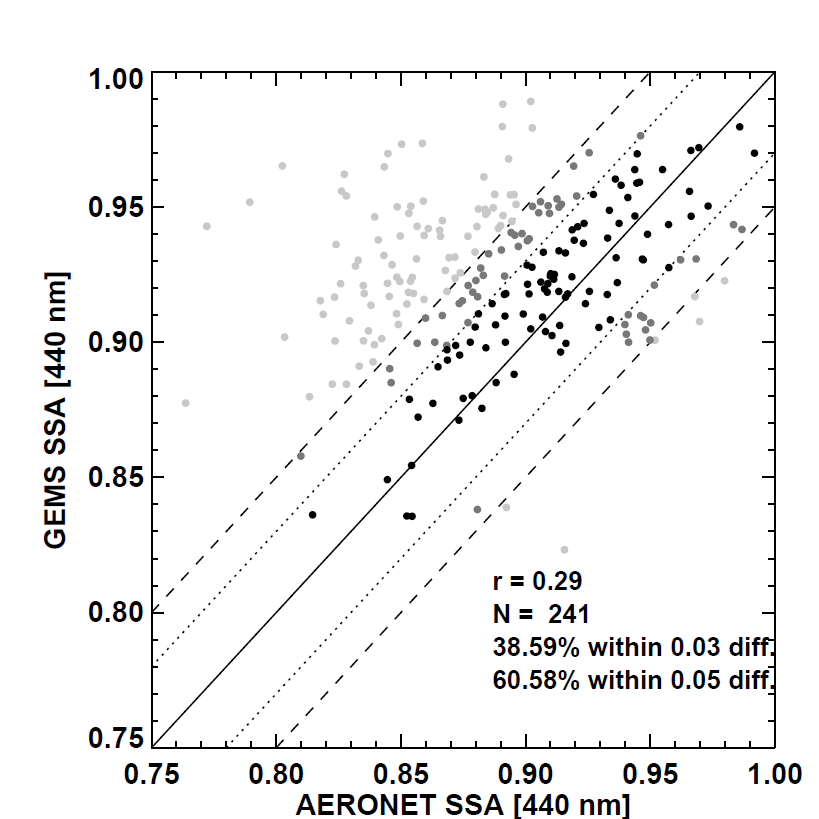 1.00
0.95
0.90
0.85
0.80
0.75
GEMS SSA [440 nm]
r = 0.29
N = 241
38.59% within 0.03 diff.
60.58% within 0.05 diff.
0.75 0.80 0.85 0.90 0.95 1.00
AERONET SSA [440 nm]